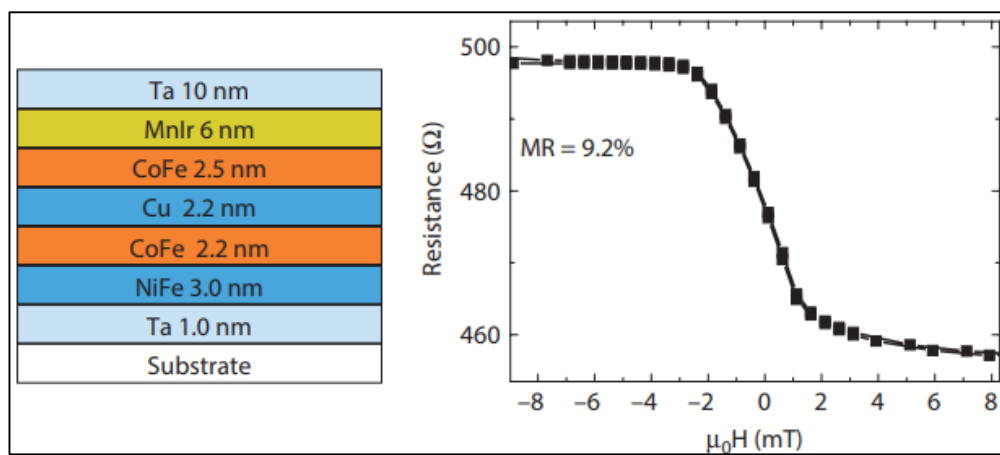 Ta 10 nm
MnIr 6 nm
CoFe 2.5 nm
Cu 2.2 nm
CoFe 2.2 nm
NiFe 3.0 nm
Ta 1.0 nm
Substrate
Resistance (Ω)
500
480
460
MR = 9.2%
–8 –6 –4 –2 0 2 4 6 8
μ₀H (mT)